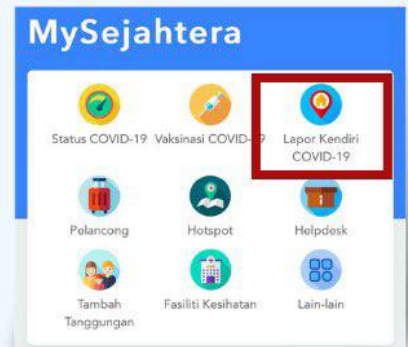 MySejahtera
Status COVID-19 Vaksinasi COVID-19 Lapor Kendiri
COVID-19
Pelancong Hotspot Helpdesk
Tambah Fasiliti Kesihatan Lain-lain
Tanggungan